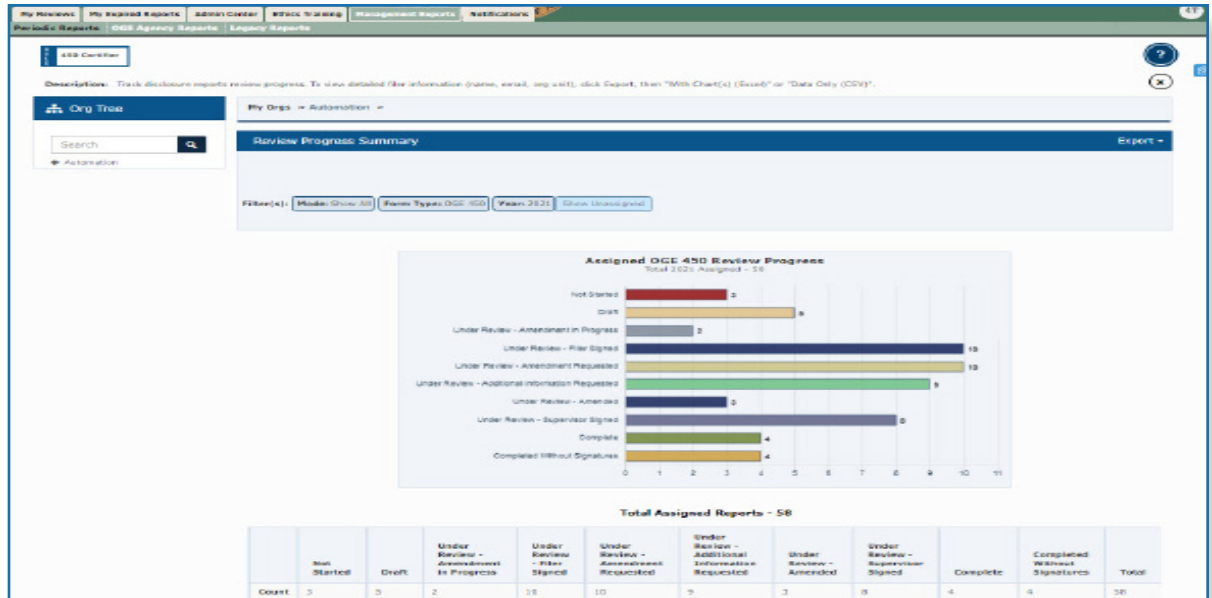 My Reviews My Expired Reports Admin Center Ethics Training Management Reports Notifications
Periodic Reports OGE Agency Reports Legacy Reports
450 Certifier
?
Description: Track disclosure reports review progress. To view detailed filer information (name, email, org unit), click Export, then "With Chart(s) (Excel)" or "Data Only (CSV)".
Org Tree
My Orgs » Automation »
Search
Automation
Review Progress Summary
Export
Filter(s): Mode: Show All Form Type: OGE 450 Year: 2021 Show Unassigned
Assigned OGE 450 Review Progress
Total 2021 Assigned - 58
Not Started 3
Draft 5
Under Review - Amendment In Progress 2
Under Review - Filer Signed 10
Under Review - Amendment Requested 10
Under Review - Additional Information Requested 9
Under Review - Amended 3
Under Review - Supervisor Signed 8
Complete 4
Completed Without Signatures 4
0 1 2 3 4 5 6 7 8 9 10 11
Total Assigned Reports - 58
Not Started Draft Under Review - Amendment In Progress Under Review - Filer Signed Under Review - Amendment Requested Under Review - Additional Information Requested Under Review - Amended Under Review - Supervisor Signed Complete Completed Without Signatures Total
Count 3 5 2 10 10 9 3 8 4 4 58